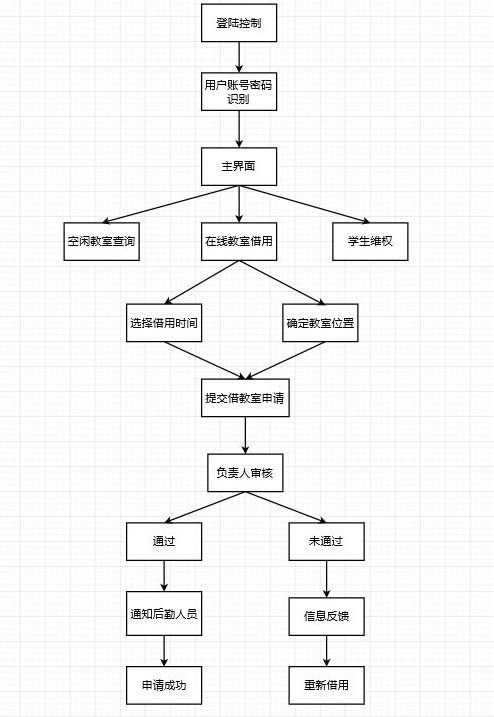 登陆控制
用户账号密码
识别
主界面
空闲教室查询
在线教室借用
学生维权
选择借用时间
确定教室位置
提交借教室申请
负责人审核
通过
未通过
通知后勤人员
信息反馈
申请成功
重新借用